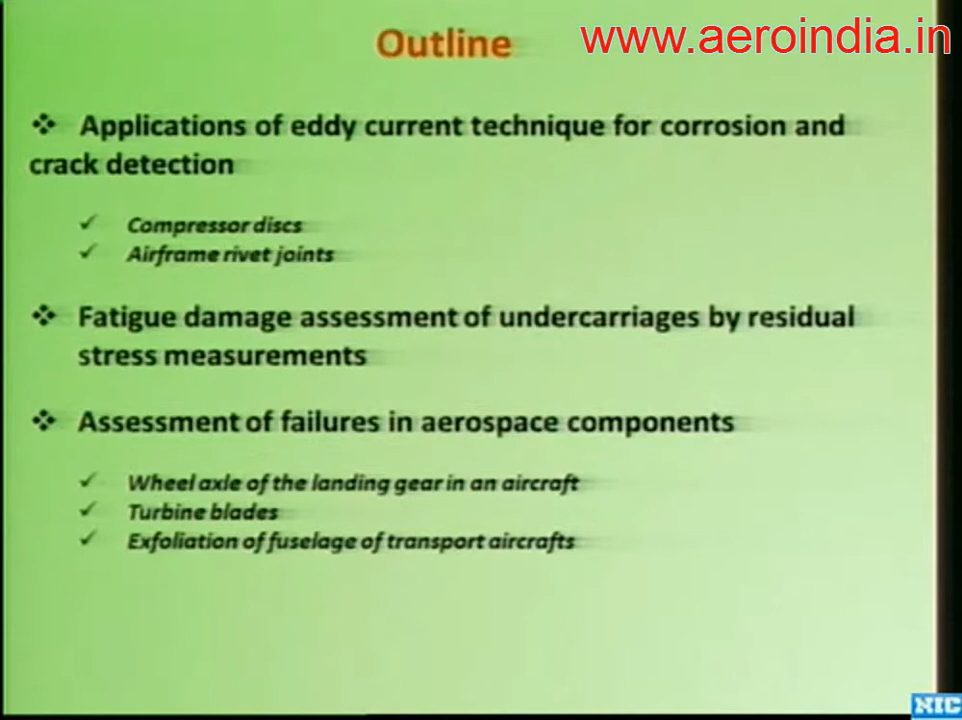 Outline
www.aeroindia.in
❖ Applications of eddy current technique for corrosion and
crack detection
✓ Compressor discs
✓ Airframe rivet joints
❖ Fatigue damage assessment of undercarriages by residual
stress measurements
❖ Assessment of failures in aerospace components
✓ Wheel axle of the landing gear in an aircraft
✓ Turbine blades
✓ Exfoliation of fuselage of transport aircrafts
NIC